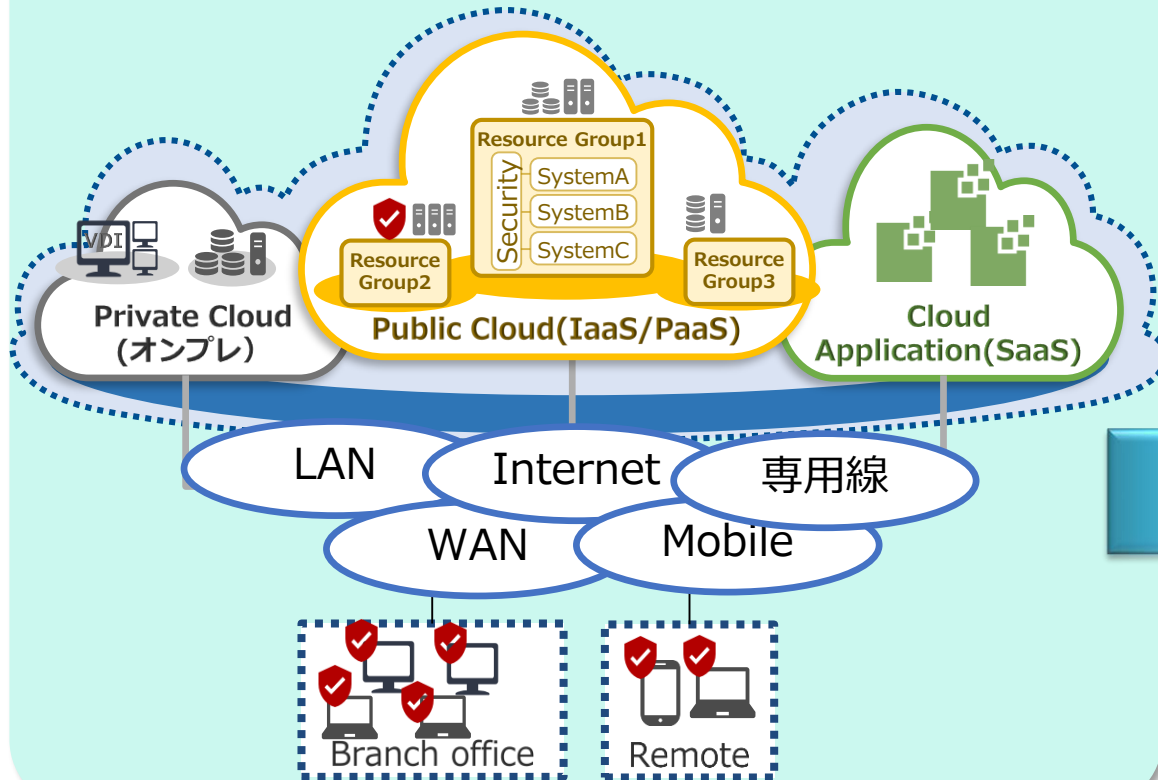 Resource Group1
Security
SystemA
SystemB
SystemC
Resource
Group2
Resource
Group3
VDI
Private Cloud
(オンプレ）
Public Cloud(IaaS/PaaS)
Cloud
Application(SaaS)
LAN
Internet
専用線
WAN
Mobile
Branch office
Remote